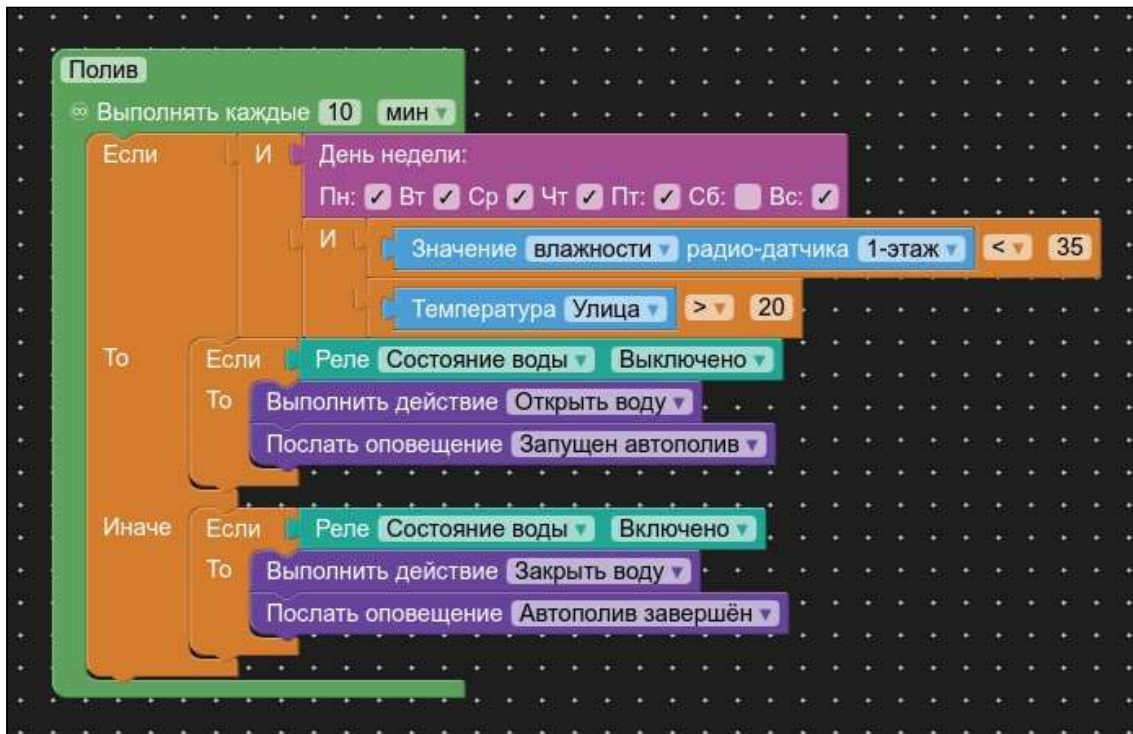 Полив
Выполнять каждые 10 мин
Если И День недели:
Пн: Вт Ср Чт Пт: Сб: Вс:
И Значение влажности радио-датчика 1-этаж < 35
Температура Улица > 20
То Если Реле Состояние воды Выключено
То Выполнить действие Открыть воду
Послать оповещение Запущен автополив
Иначе Если Реле Состояние воды Включено
То Выполнить действие Закрыть воду
Послать оповещение Автополив завершён